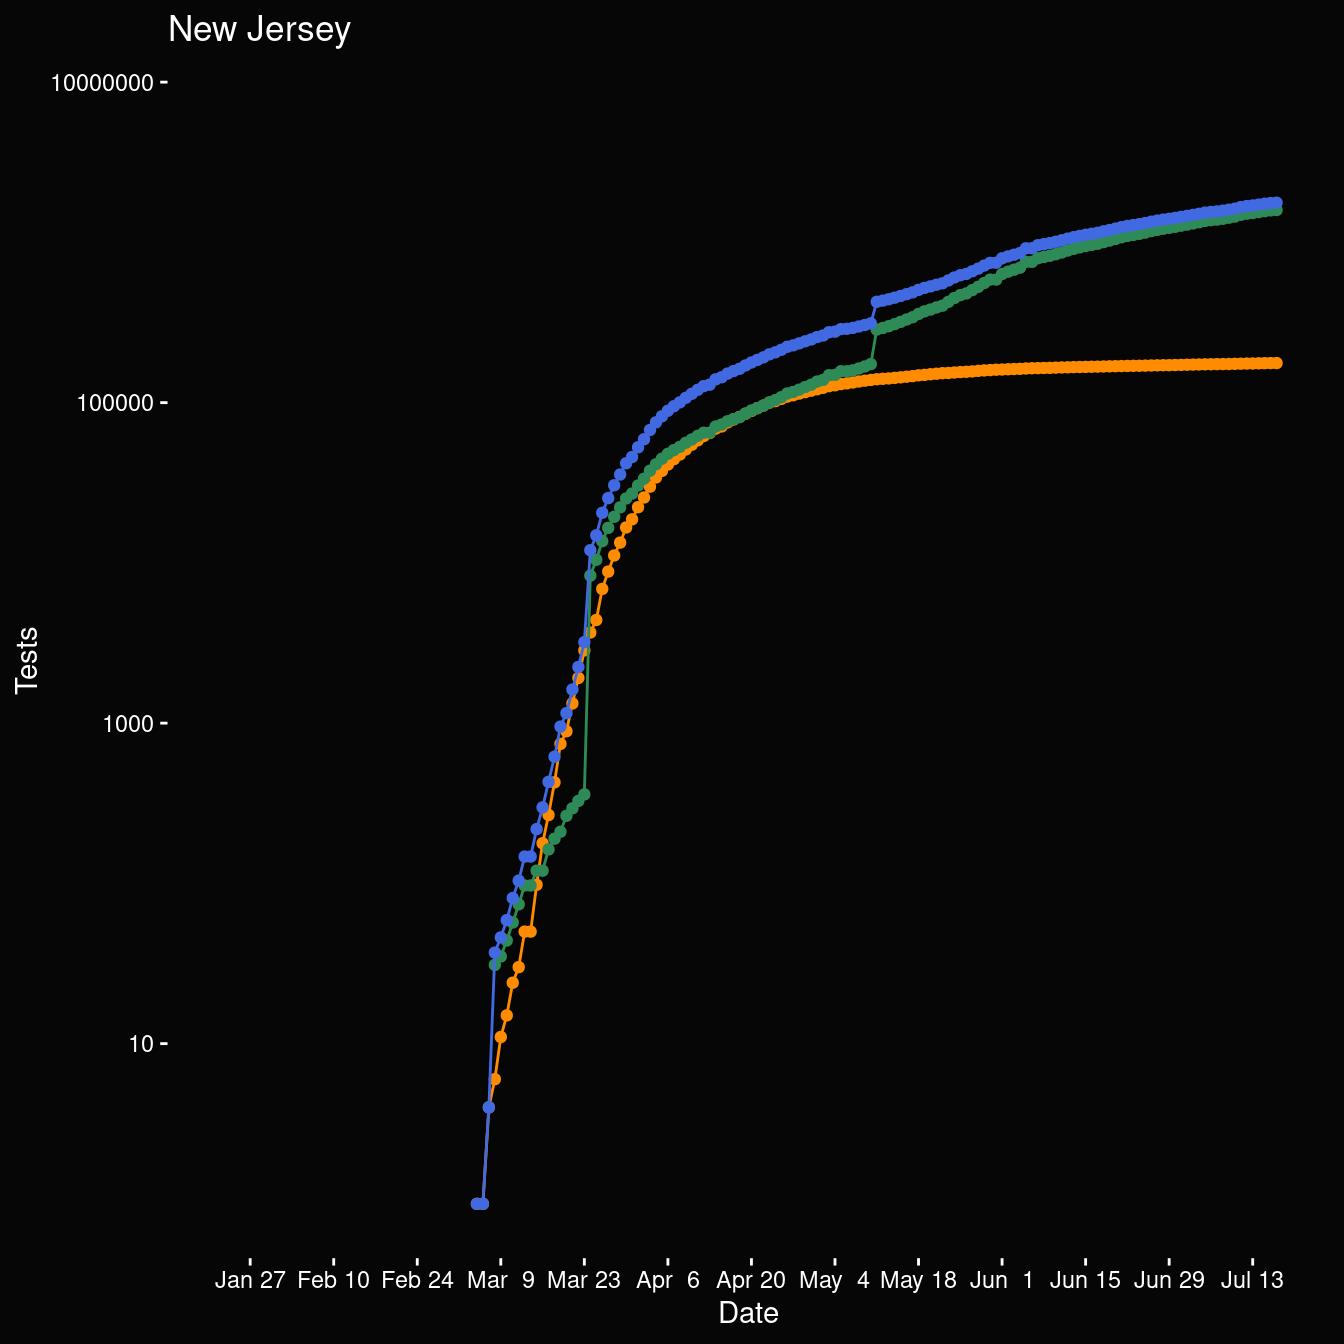 New Jersey
10000000
100000
1000
10
Tests
Jan 27 Feb 10 Feb 24 Mar  9 Mar 23 Apr  6 Apr 20 May  4 May 18 Jun  1 Jun 15 Jun 29 Jul 13
Date